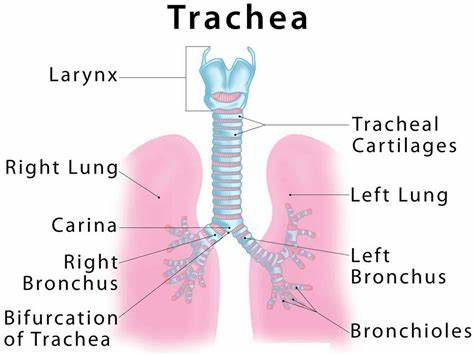 Trachea
Larynx
Tracheal
Cartilages
Right Lung
Left Lung
Carina
Right
Bronchus
Left
Bronchus
Bifurcation
of Trachea
Bronchioles